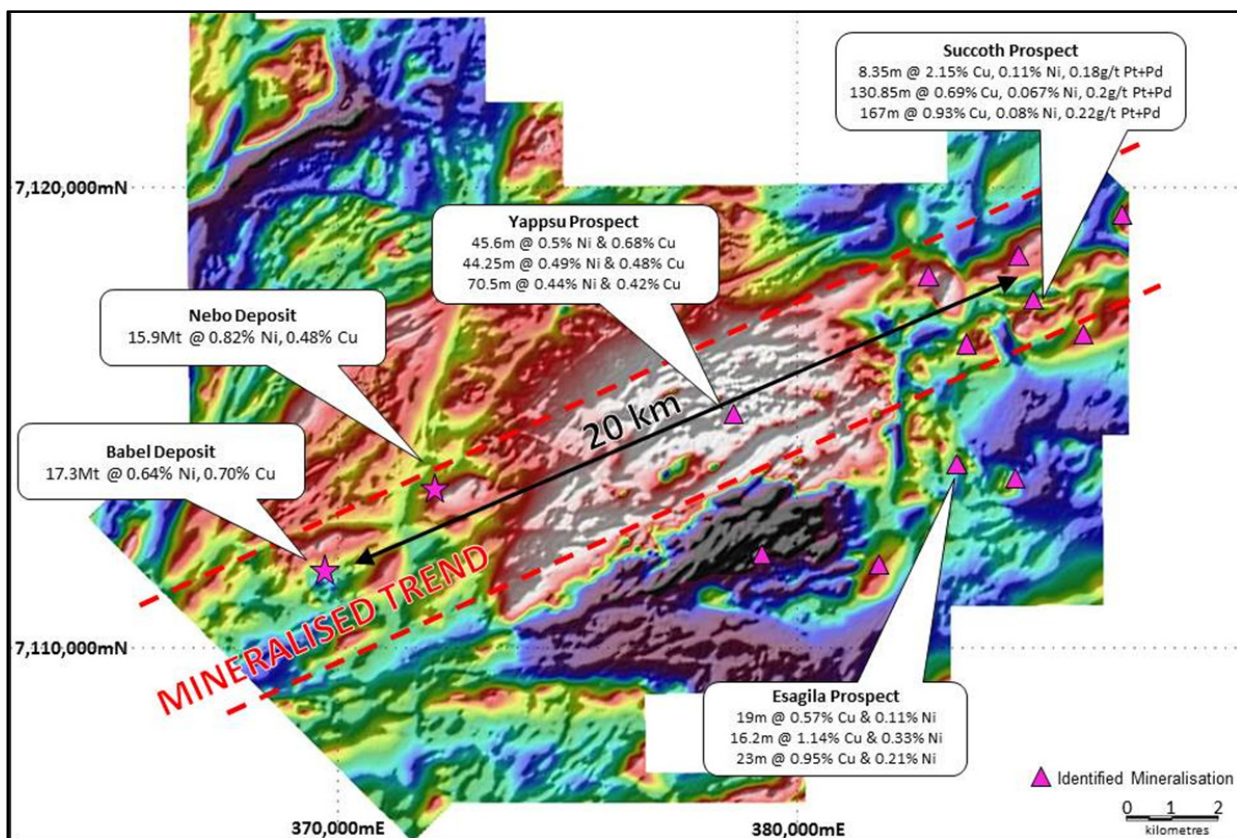 Succoth Prospect
8.35m @ 2.15% Cu, 0.11% Ni, 0.18g/t Pt+Pd
130.85m @ 0.69% Cu, 0.067% Ni, 0.2g/t Pt+Pd
167m @ 0.93% Cu, 0.08% Ni, 0.22g/t Pt+Pd
7,120,000mN
Yappsu Prospect
45.6m @ 0.5% Ni & 0.68% Cu
44.25m @ 0.49% Ni & 0.48% Cu
70.5m @ 0.44% Ni & 0.42% Cu
Nebo Deposit
15.9Mt @ 0.82% Ni, 0.48% Cu
20 km
Babel Deposit
17.3Mt @ 0.64% Ni, 0.70% Cu
MINERALISED TREND
7,110,000mN
Esagila Prospect
19m @ 0.57% Cu & 0.11% Ni
16.2m @ 1.14% Cu & 0.33% Ni
23m @ 0.95% Cu & 0.21% Ni
Identified Mineralisation
0 1 2
kilometres
370,000mE
380,000mE